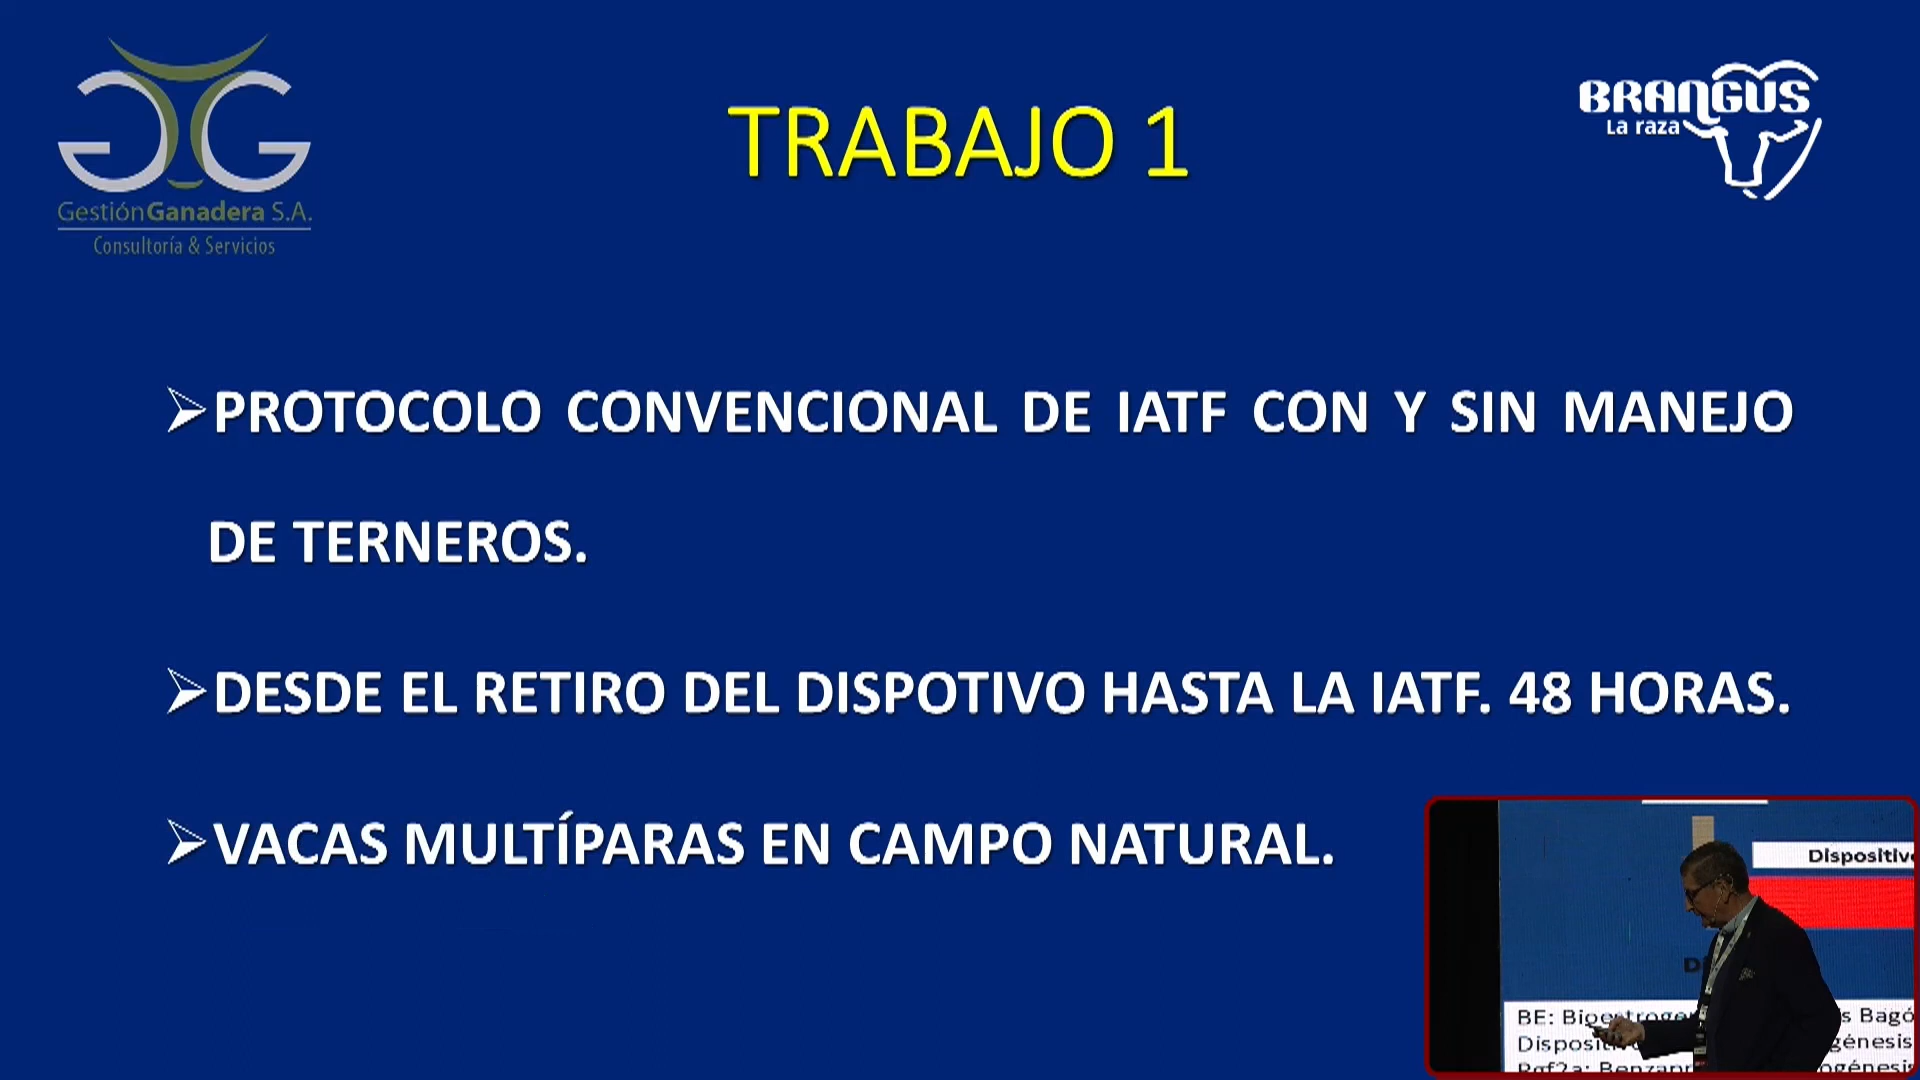 GestiónGanadera S.A.
Consultoría & Servicios
TRABAJO 1
BRANGUS
La raza
PROTOCOLO CONVENCIONAL DE IATF CON Y SIN MANEJO
DE TERNEROS.
DESDE EL RETIRO DEL DISPOTIVO HASTA LA IATF. 48 HORAS.
VACAS MULTÍPARAS EN CAMPO NATURAL.
BE: